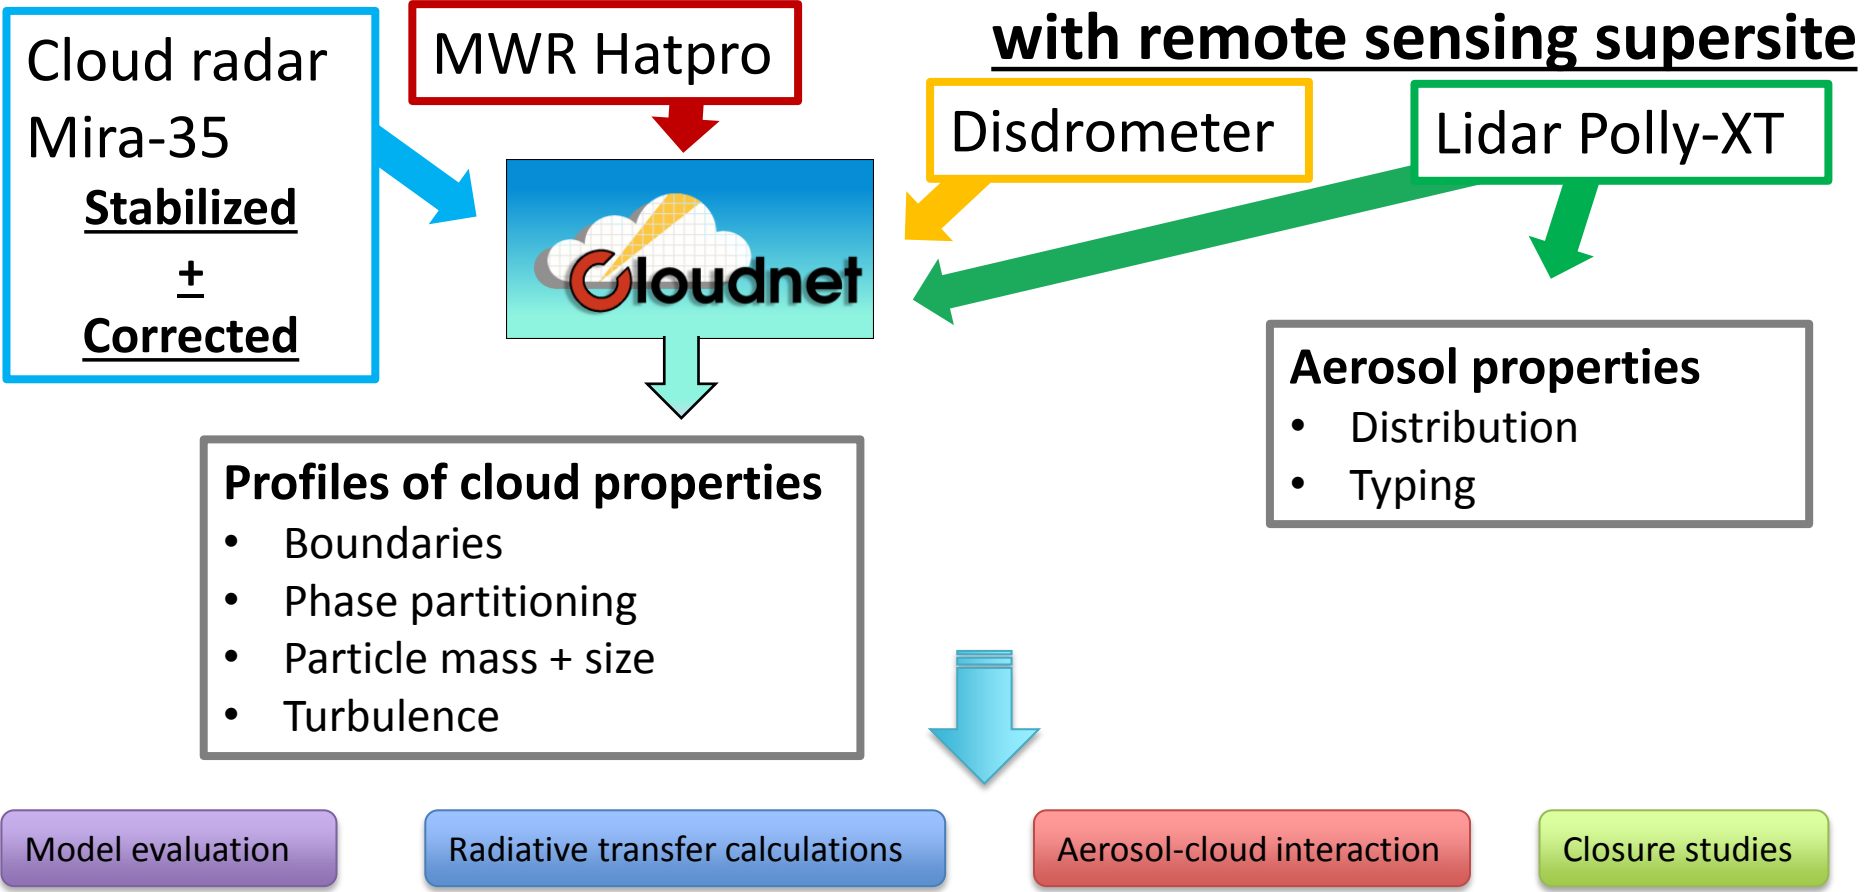 with remote sensing supersite
Cloud radar
Mira-35
Stabilized
+
Corrected
MWR Hatpro
Disdrometer
Lidar Polly-XT
Cloudnet
Profiles of cloud properties
• Boundaries
• Phase partitioning
• Particle mass + size
• Turbulence
Aerosol properties
• Distribution
• Typing
Model evaluation
Radiative transfer calculations
Aerosol-cloud interaction
Closure studies